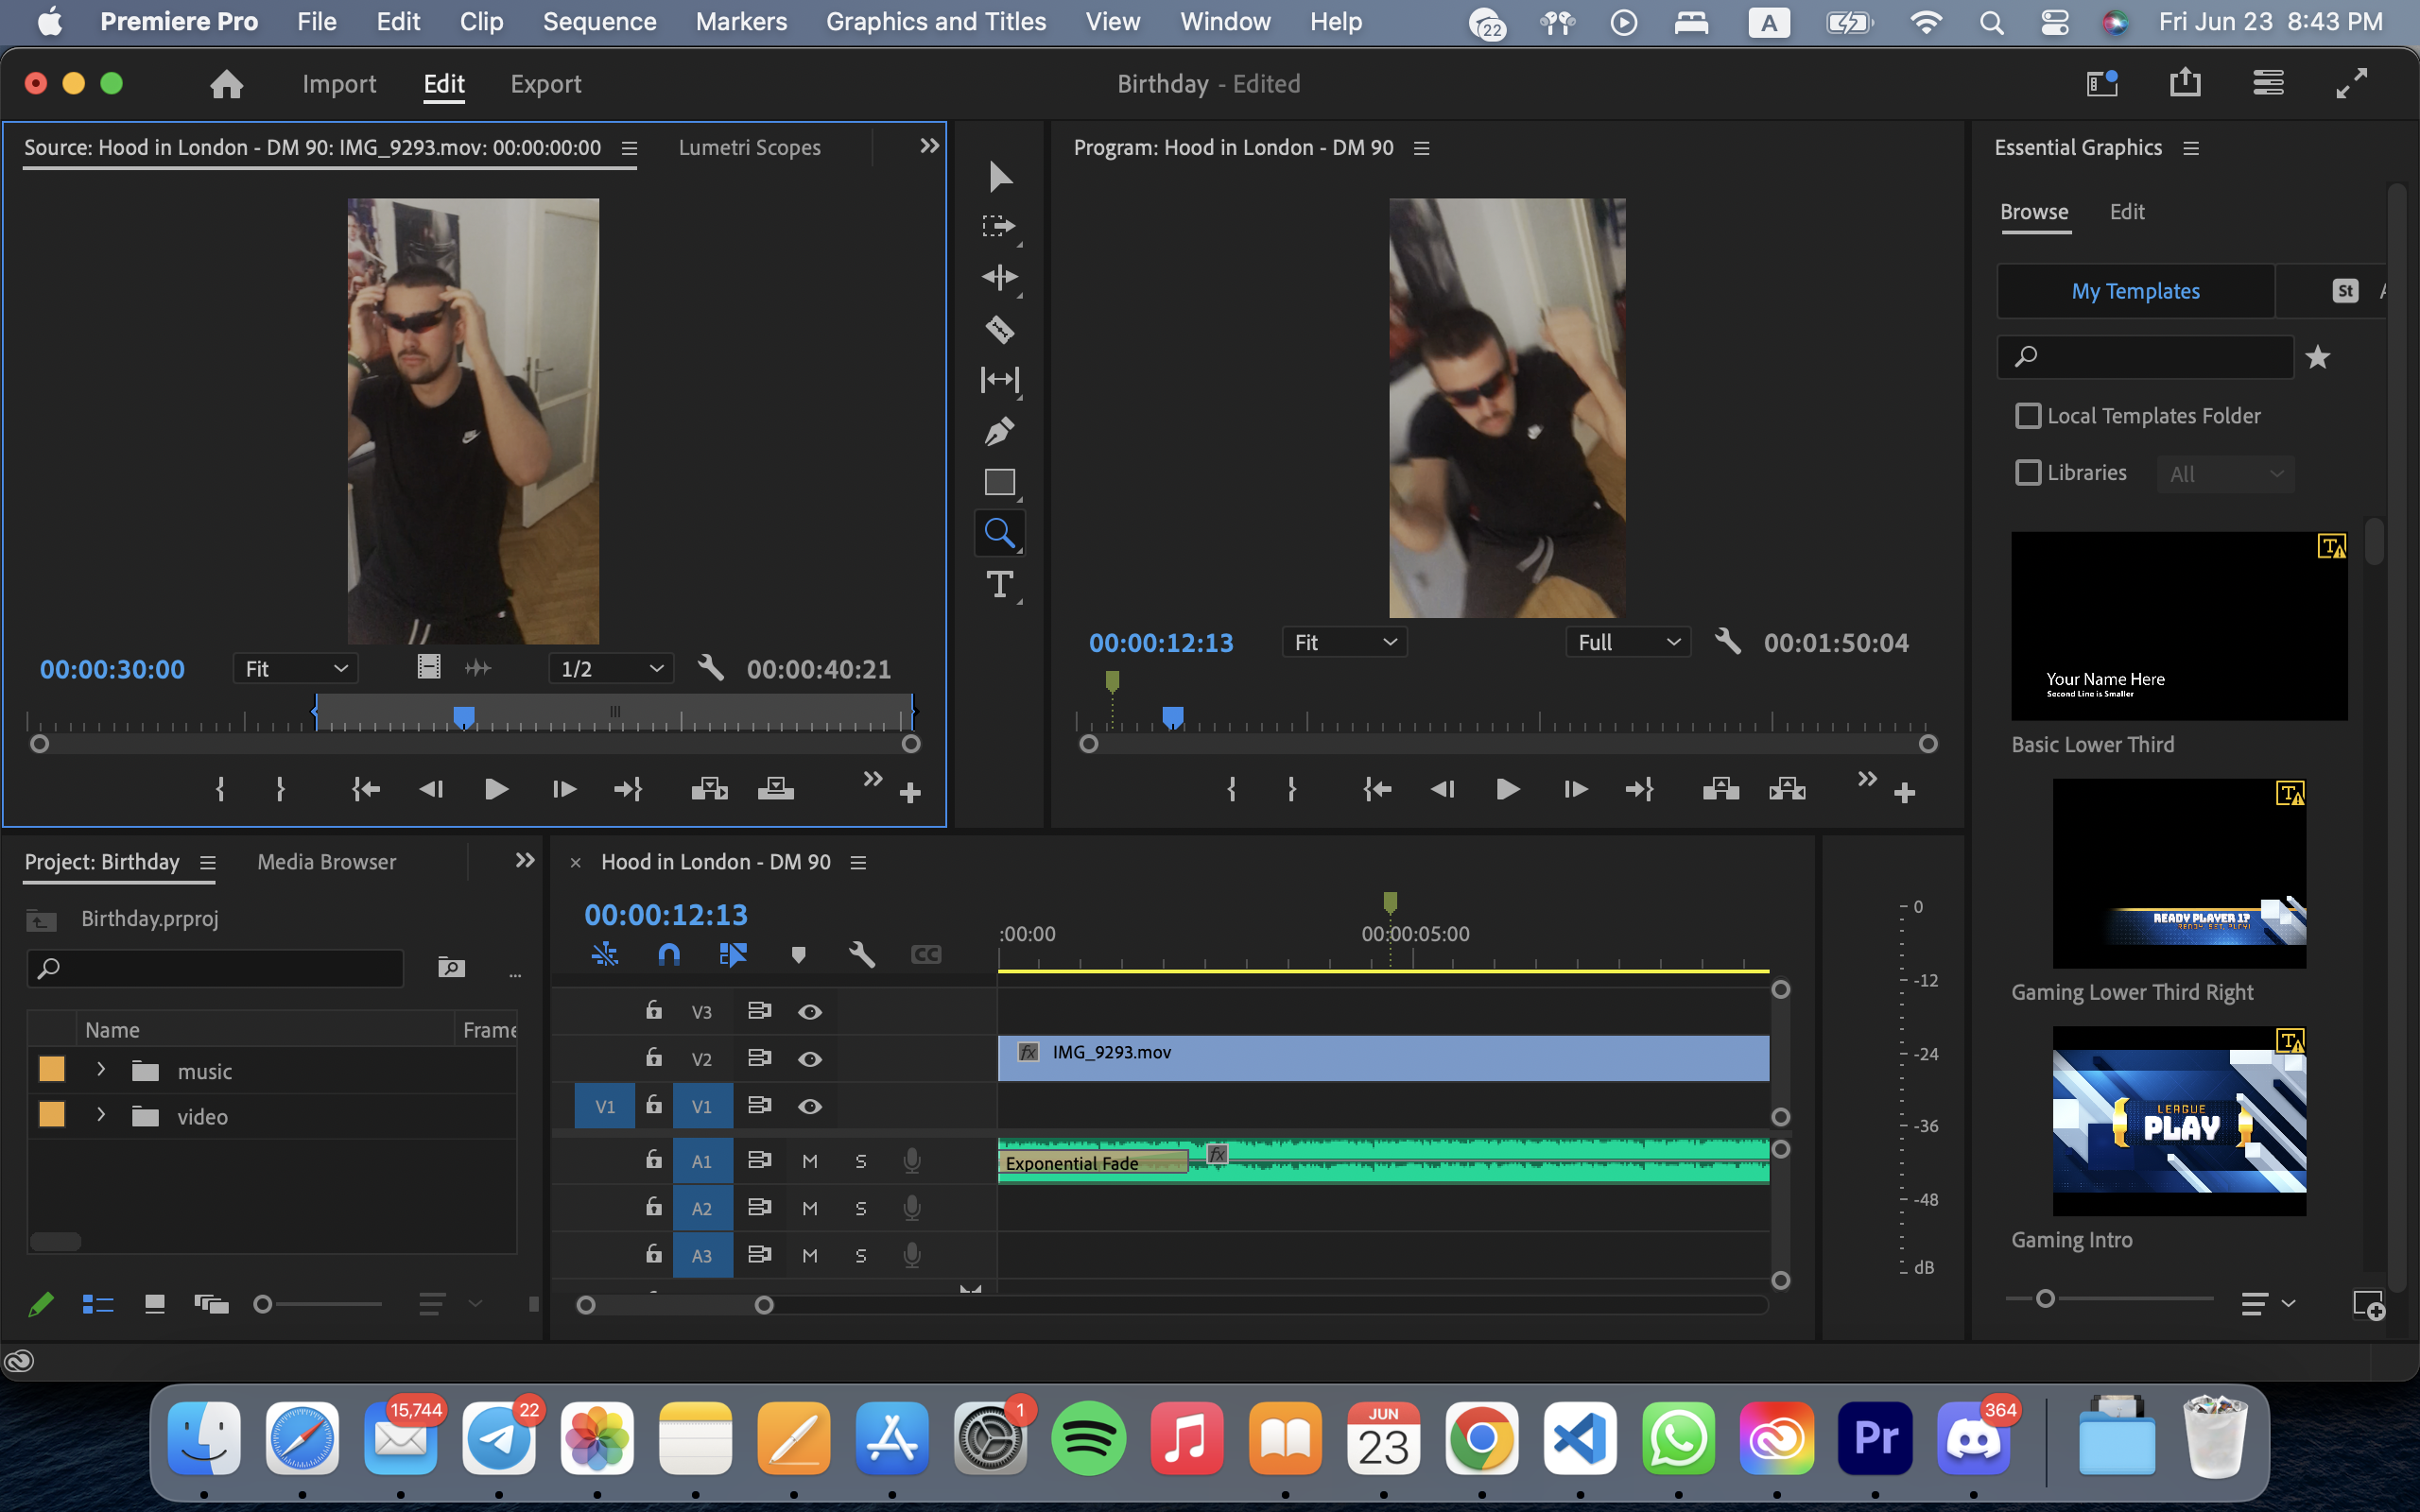 Premiere Pro File Edit Clip Sequence Markers Graphics and Titles View Window Help 22 A Fri Jun 23 8:43 PM
Import Edit Export Birthday - Edited
Source: Hood in London - DM 90: IMG_9293.mov: 00:00:00:00 Lumetri Scopes
Program: Hood in London - DM 90
Essential Graphics
Browse Edit
My Templates St
Local Templates Folder
Libraries All
Your Name Here
Second Line is Smaller
Basic Lower Third
READY PLAYER 1?
READY SET PLAY!
Gaming Lower Third Right
LEAGUE
PLAY
Gaming Intro
00:00:30:00 Fit 1/2 00:00:40:21
00:00:12:13 Fit Full 00:01:50:04
Project: Birthday Media Browser
Birthday.prproj
Name Frame
music
video
× Hood in London - DM 90
00:00:12:13
:00:00 00:00:05:00
CC
V3
V2 fx IMG_9293.mov
V1 V1
A1 M S Exponential Fade fx
A2 M S
A3 M S
0
-12
-24
-36
-48
dB
15,744 22 1 JUN 364
23 Pr